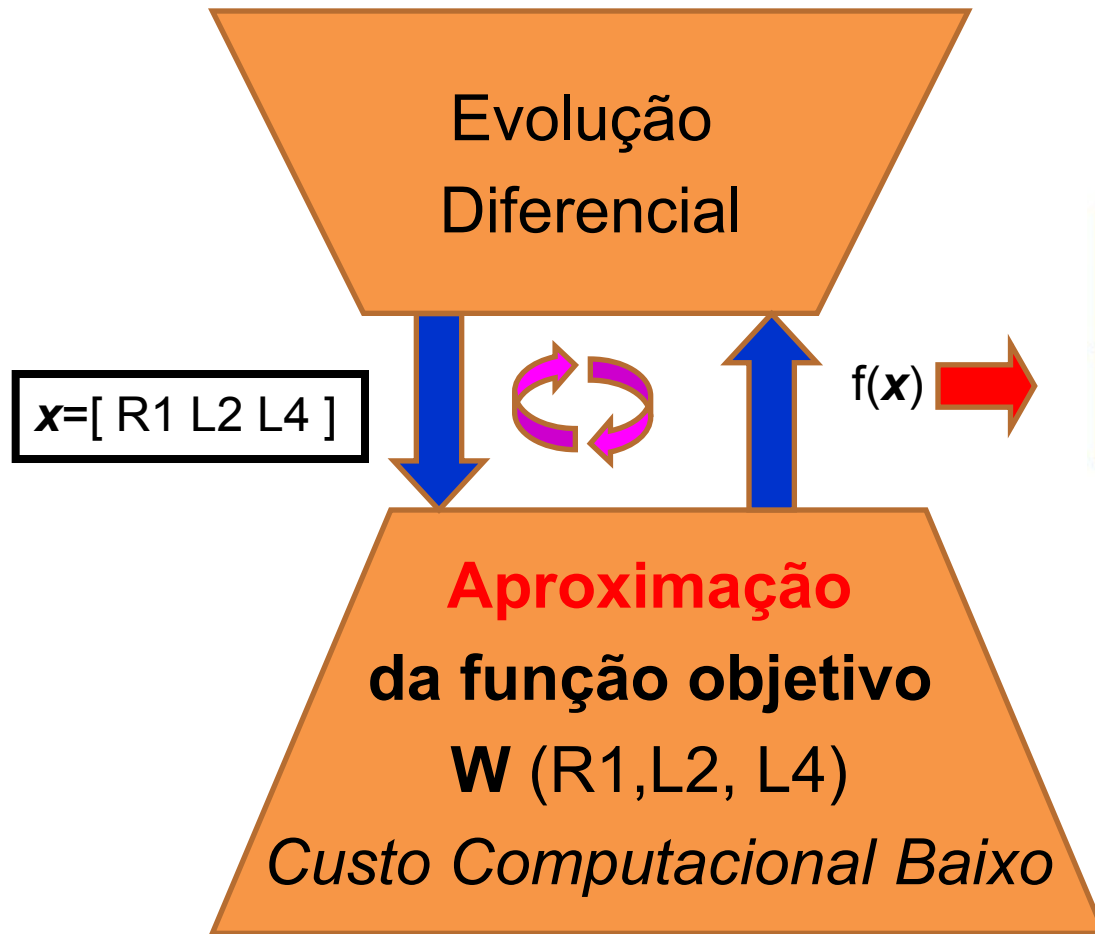 Evolução
Diferencial
x=[ R1 L2 L4 ]
f(x)
Aproximação
da função objetivo
W (R1,L2, L4)
Custo Computacional Baixo